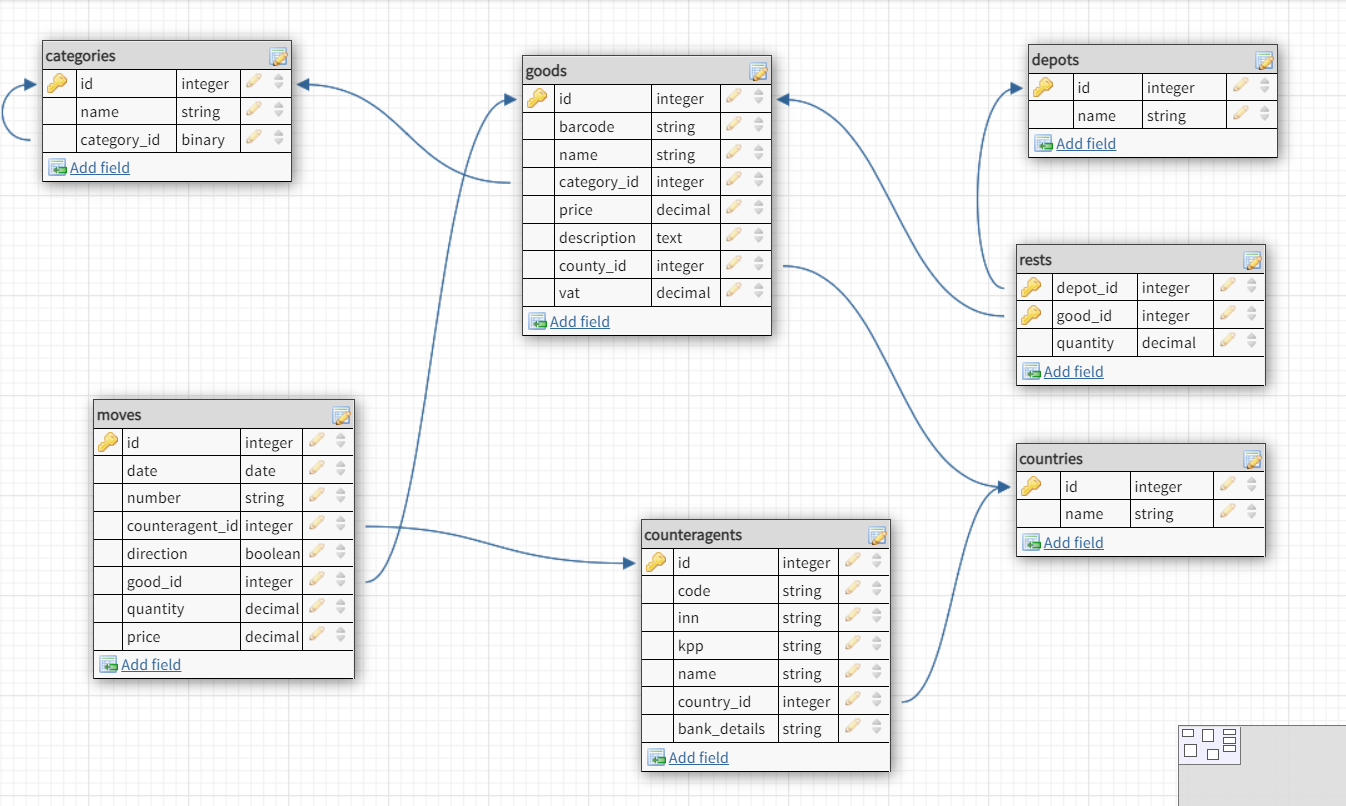 categories
id integer
name string
category_id binary
Add field
goods
id integer
barcode string
name string
category_id integer
price decimal
description text
county_id integer
vat decimal
Add field
depots
id integer
name string
Add field
rests
depot_id integer
good_id integer
quantity decimal
Add field
moves
id integer
date date
number string
counteragent_id integer
direction boolean
good_id integer
quantity decimal
price decimal
Add field
counteragents
id integer
code string
inn string
kpp string
name string
country_id integer
bank_details string
Add field
countries
id integer
name string
Add field